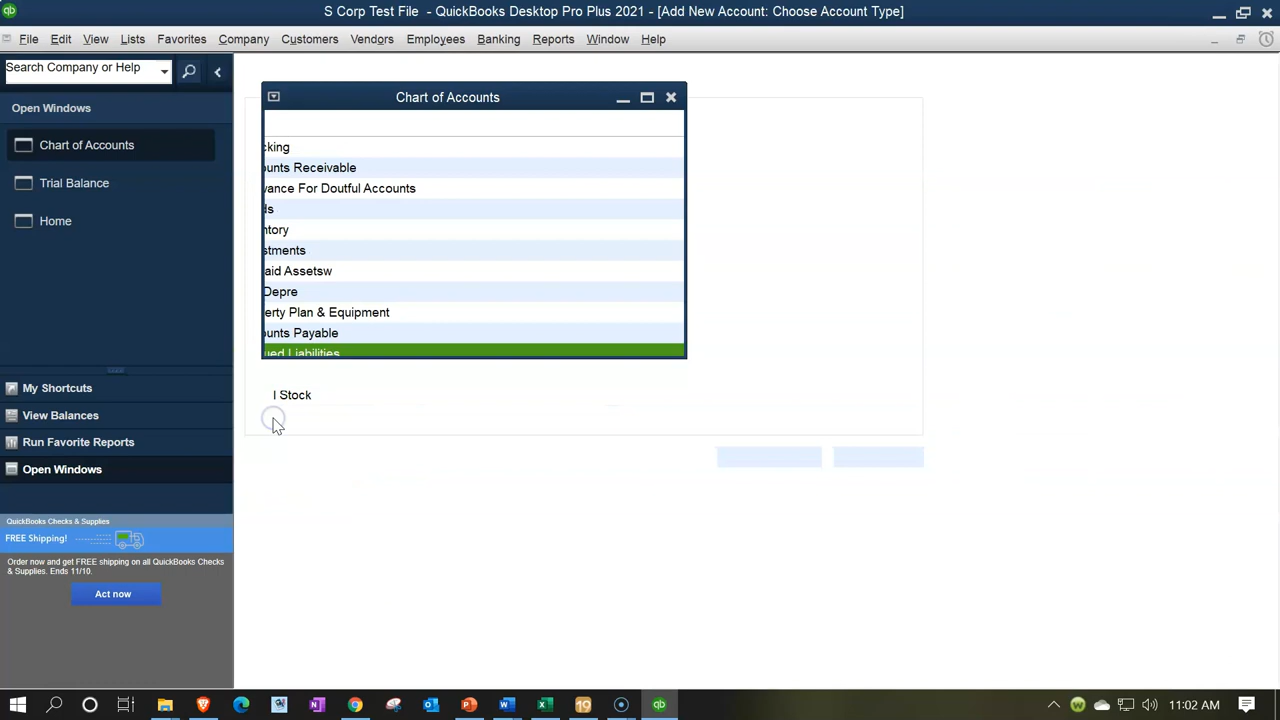 S Corp Test File - QuickBooks Desktop Pro Plus 2021 - [Add New Account: Choose Account Type]
File Edit View Lists Favorites Company Customers Vendors Employees Banking Reports Window Help
Search Company or Help
Open Windows
Chart of Accounts
Trial Balance
Home
My Shortcuts
View Balances
Run Favorite Reports
Open Windows
QuickBooks Checks & Supplies
FREE Shipping!
Order now and get FREE shipping on all QuickBooks Checks
& Supplies. Ends 11/10.
Act now
Chart of Accounts
cking
ounts Receivable
vance For Doutful Accounts
ds
ntory
stments
aid Assetsw
Depre
erty Plan & Equipment
ounts Payable
ued Liabilities
l Stock
11:02 AM